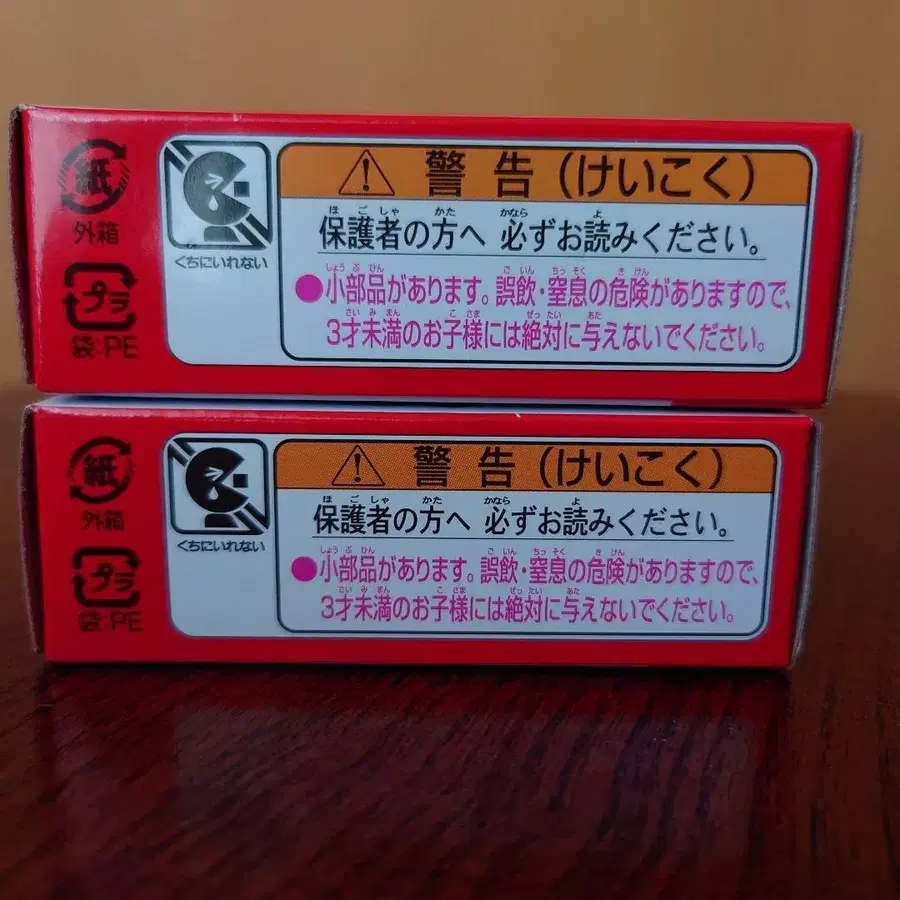 紙
外箱
プラ
袋:PE
くちにいれない
警告(けいこく)
ほごしゃ かた かなら よ
保護者の方へ 必ずお読みください。
しょうぶひん ごいん ちっそく きけん
●小部品があります。誤飲・窒息の危険がありますので、
さいみまん こさま ぜったい あた
3才未満のお子様には絶対に与えないでください。
紙
外箱
プラ
袋:PE
くちにいれない
警告(けいこく)
ほごしゃ かた かなら よ
保護者の方へ 必ずお読みください。
しょうぶひん ごいん ちっそく きけん
●小部品があります。誤飲・窒息の危険がありますので、
さいみまん こさま ぜったい あた
3才未満のお子様には絶対に与えないでください。